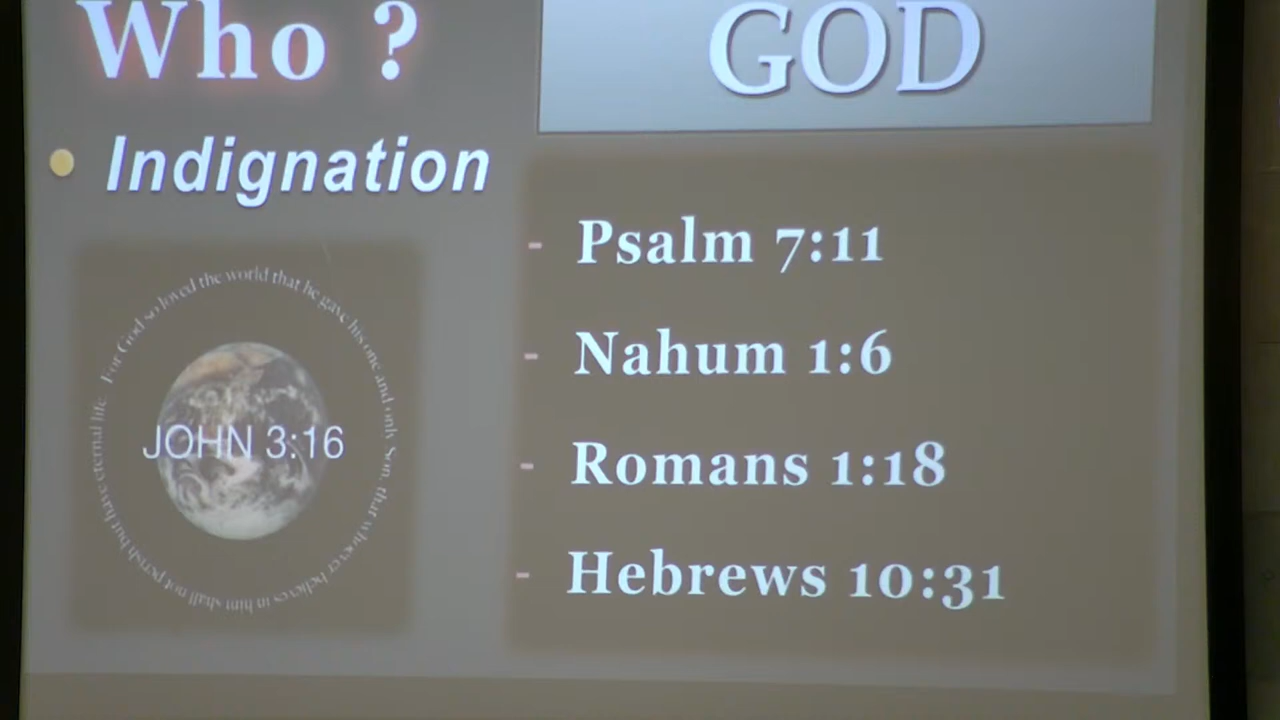 Who ?
GOD
• Indignation
- Psalm 7:11
- Nahum 1:6
- Romans 1:18
- Hebrews 10:31
For God so loved the world that he gave his one and only Son, that whoever believes in him shall not perish but have eternal life.
JOHN 3:16